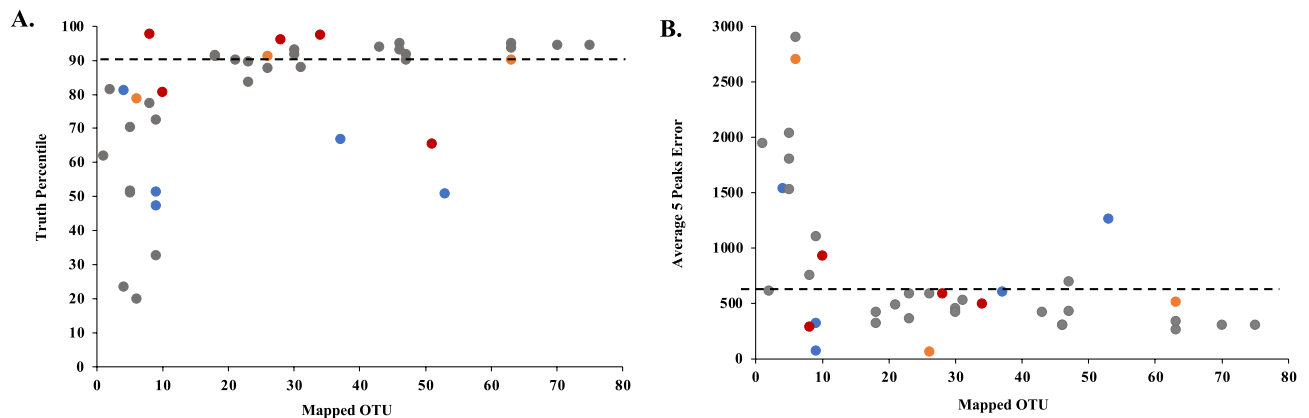 A.
100
90
80
70
60
50
40
30
20
10
0
Truth Percentile
0 10 20 30 40 50 60 70 80
Mapped OTU
B.
3000
2500
2000
1500
1000
500
0
Average 5 Peaks Error
0 10 20 30 40 50 60 70 80
Mapped OTU